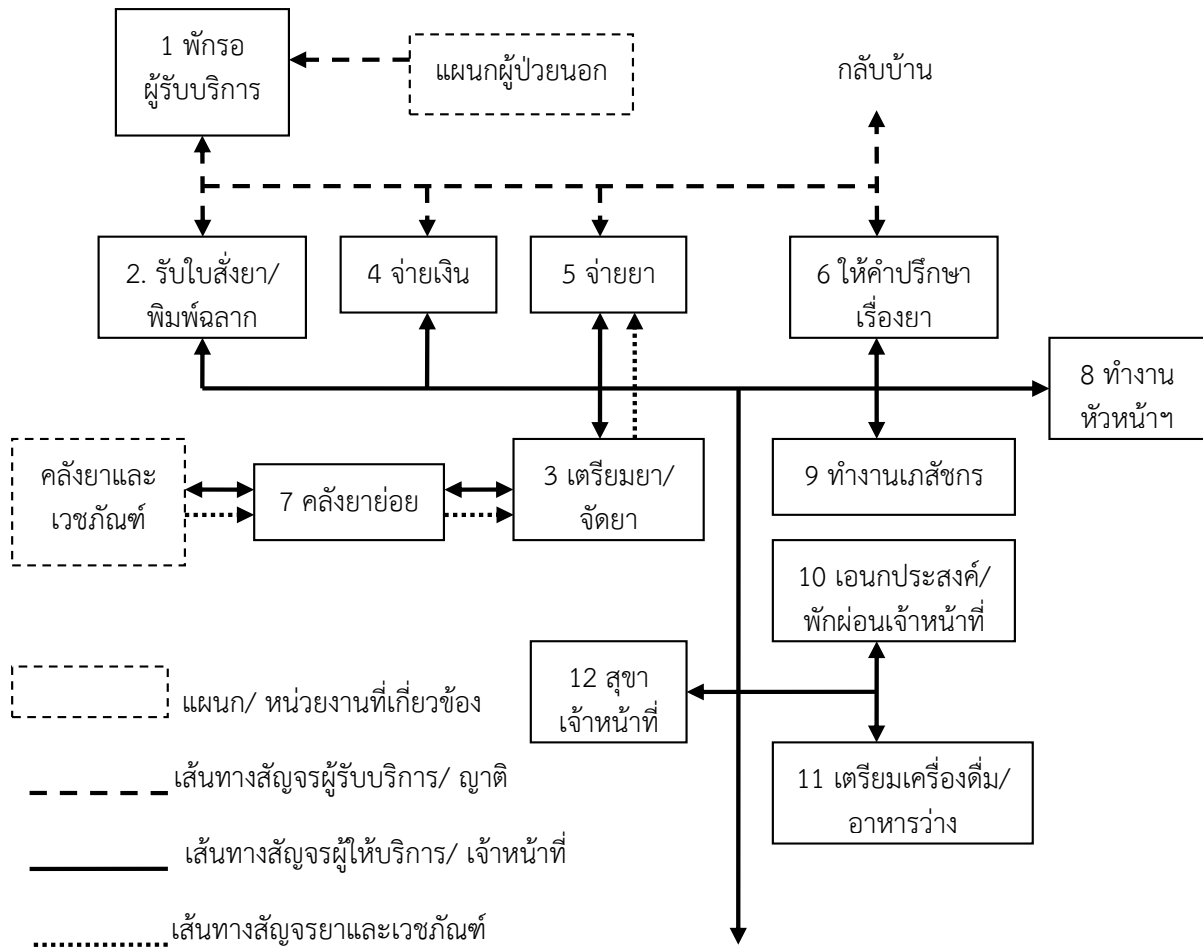 1 พักรอ
ผู้รับบริการ
แผนกผู้ป่วยนอก
กลับบ้าน
2. รับใบสั่งยา/
พิมพ์ฉลาก
4 จ่ายเงิน
5 จ่ายยา
6 ให้คำปรึกษา
เรื่องยา
8 ทำงาน
หัวหน้าฯ
คลังยาและ
เวชภัณฑ์
7 คลังยาย่อย
3 เตรียมยา/
จัดยา
9 ทำงานเภสัชกร
10 เอนกประสงค์/
พักผ่อนเจ้าหน้าที่
12 สุขา
เจ้าหน้าที่
11 เตรียมเครื่องดื่ม/
อาหารว่าง
แผนก/ หน่วยงานที่เกี่ยวข้อง
เส้นทางสัญจรผู้รับบริการ/ ญาติ
เส้นทางสัญจรผู้ให้บริการ/ เจ้าหน้าที่
เส้นทางสัญจรยาและเวชภัณฑ์